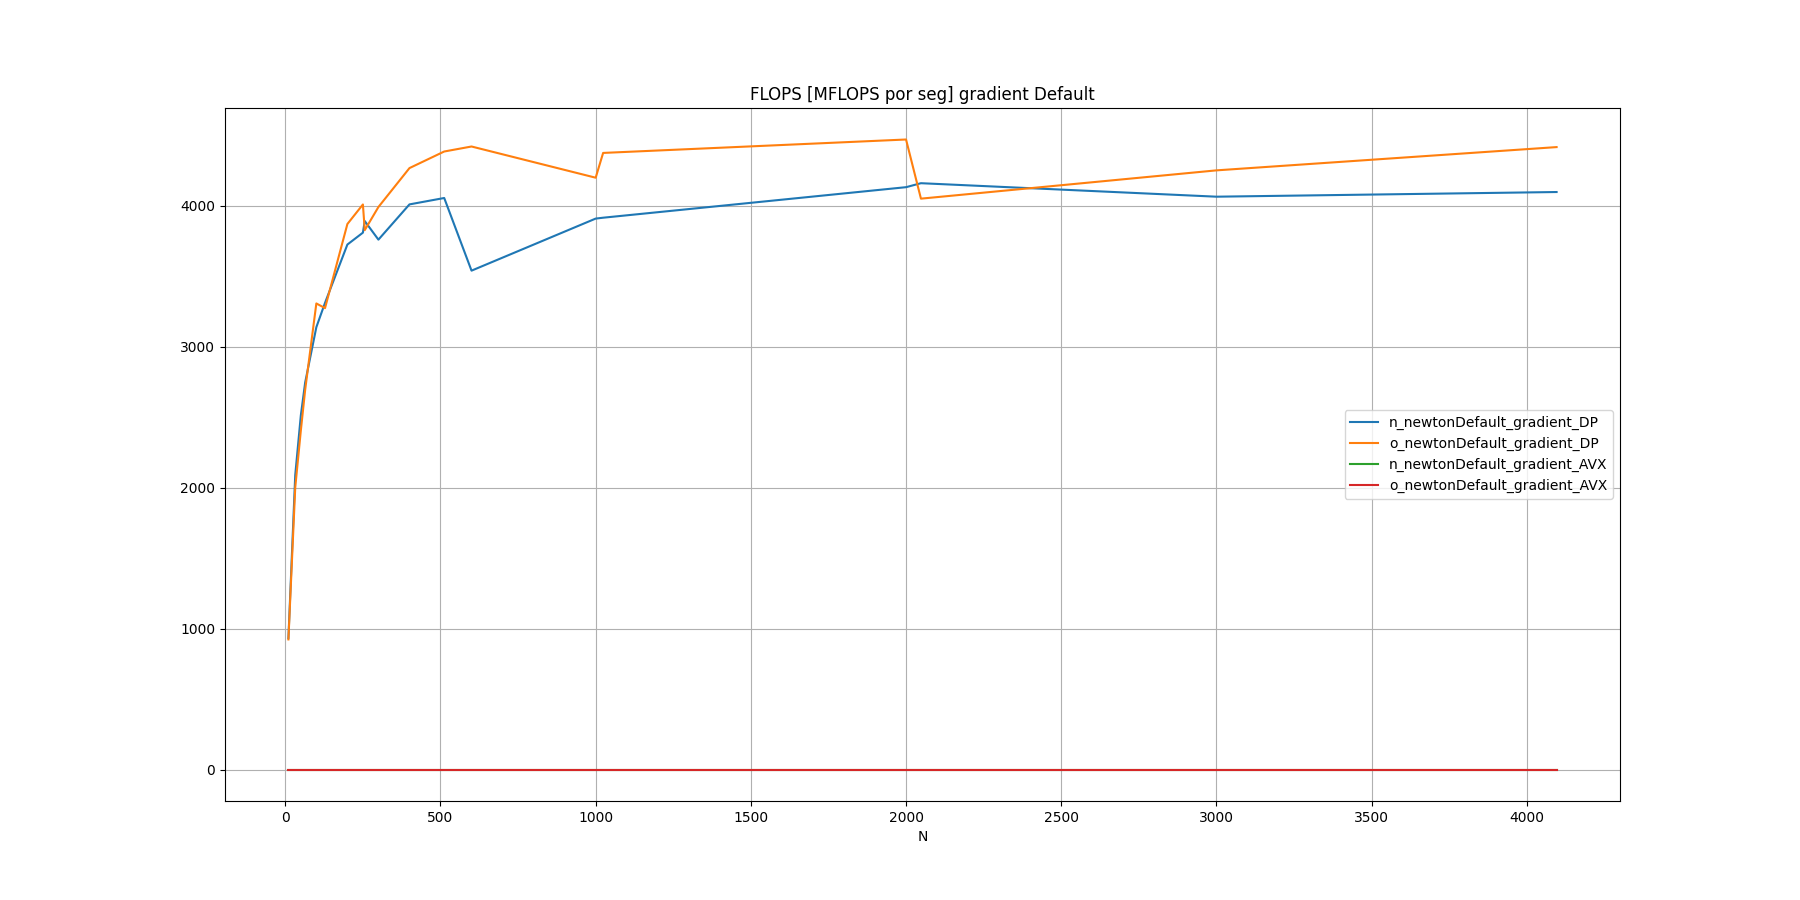 FLOPS [MFLOPS por seg] gradient Default
4000
3000
2000
1000
0
n_newtonDefault_gradient_DP
o_newtonDefault_gradient_DP
n_newtonDefault_gradient_AVX
o_newtonDefault_gradient_AVX
0 500 1000 1500 2000 2500 3000 3500 4000
N